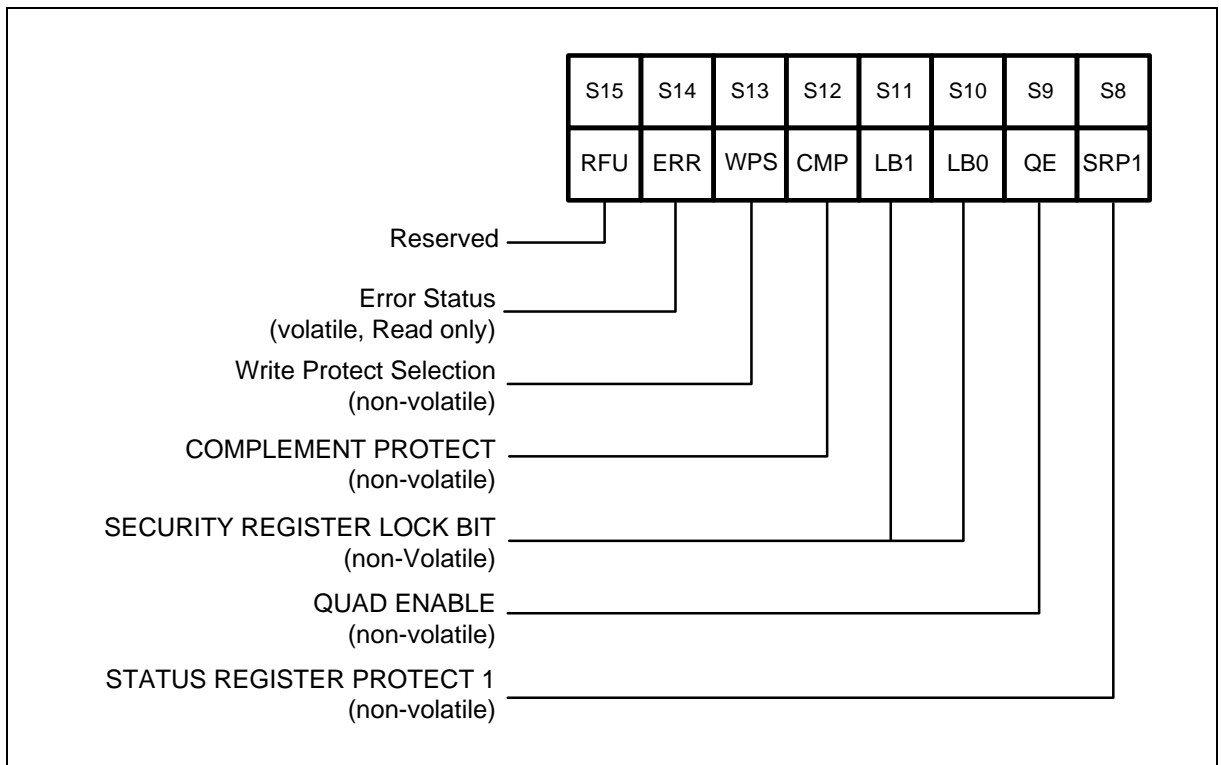 S15 S14 S13 S12 S11 S10 S9 S8
RFU ERR WPS CMP LB1 LB0 QE SRP1
Reserved
Error Status
(volatile, Read only)
Write Protect Selection
(non-volatile)
COMPLEMENT PROTECT
(non-volatile)
SECURITY REGISTER LOCK BIT
(non-Volatile)
QUAD ENABLE
(non-volatile)
STATUS REGISTER PROTECT 1
(non-volatile)